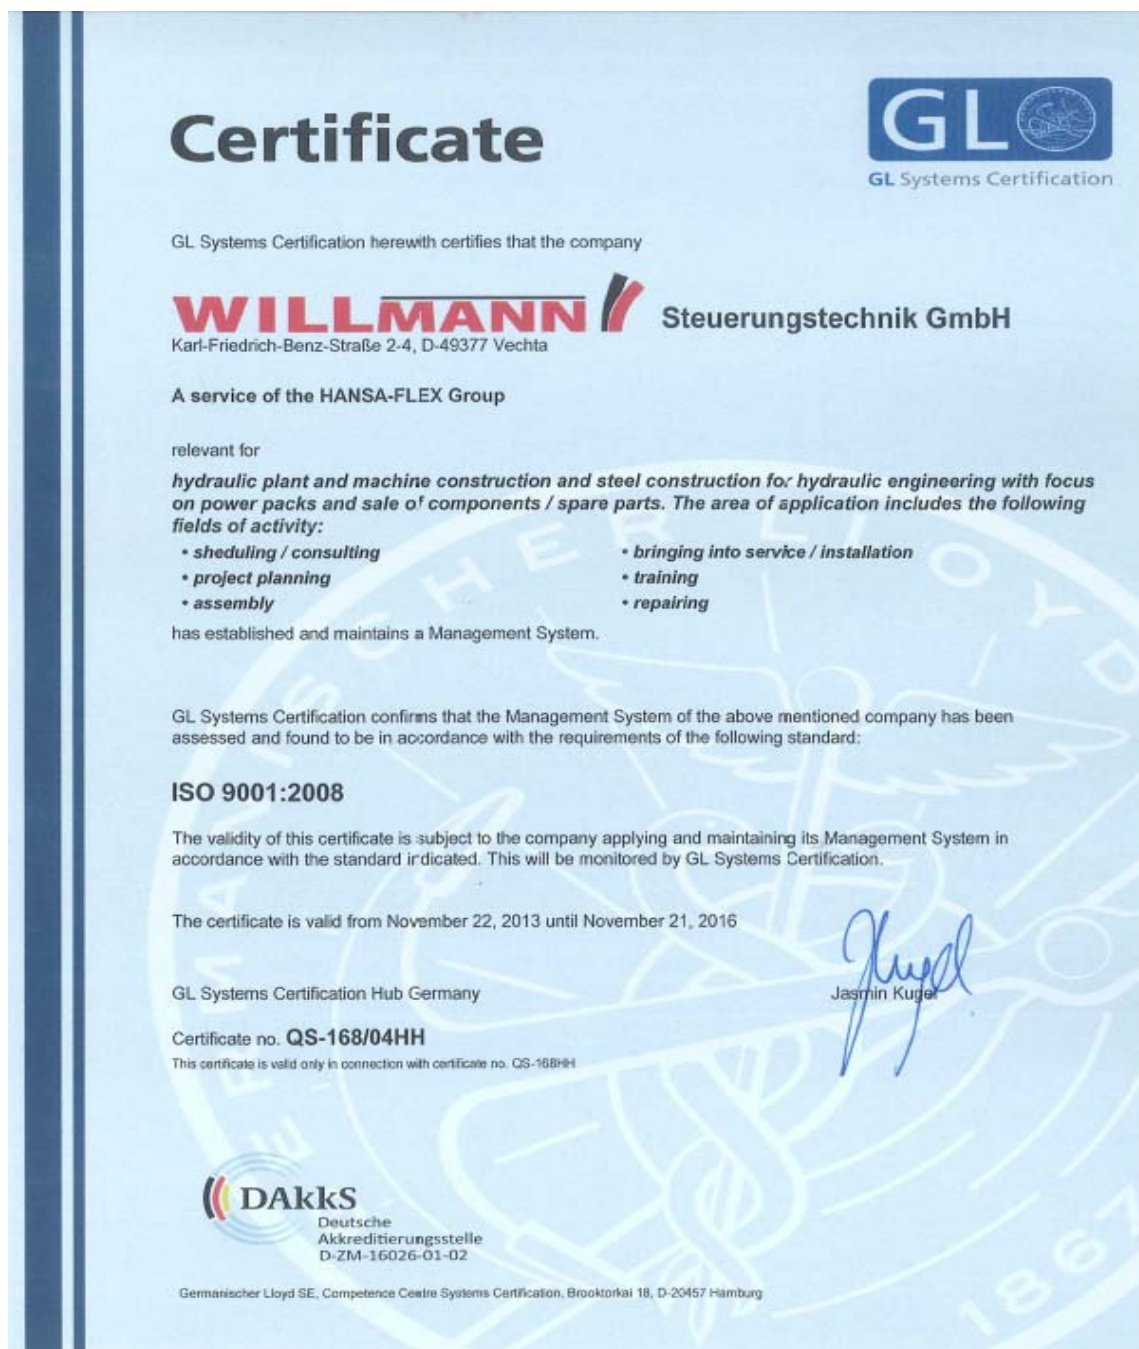 Certificate
GL
GL Systems Certification
GL Systems Certification herewith certifies that the company
WILLMANN Steuerungstechnik GmbH
Karl-Friedrich-Benz-Straße 2-4, D-49377 Vechta
A service of the HANSA-FLEX Group
relevant for
hydraulic plant and machine construction and steel construction for hydraulic engineering with focus
on power packs and sale of components / spare parts. The area of application includes the following
fields of activity:
• sheduling / consulting
• bringing into service / installation
• project planning
• training
• assembly
• repairing
has established and maintains a Management System.
GL Systems Certification confirms that the Management System of the above mentioned company has been
assessed and found to be in accordance with the requirements of the following standard:
ISO 9001:2008
The validity of this certificate is subject to the company applying and maintaining its Management System in
accordance with the standard indicated. This will be monitored by GL Systems Certification.
The certificate is valid from November 22, 2013 until November 21, 2016
GL Systems Certification Hub Germany
Jasmin Kugel
Certificate no. QS-168/04HH
This certificate is valid only in connection with certificate no. QS-168HH
DAkkS
Deutsche
Akkreditierungsstelle
D-ZM-16026-01-02
Germanischer Lloyd SE, Competence Centre Systems Certification, Brooktorkai 18, D-20457 Hamburg
GERMANISCHER LLOYD
1867